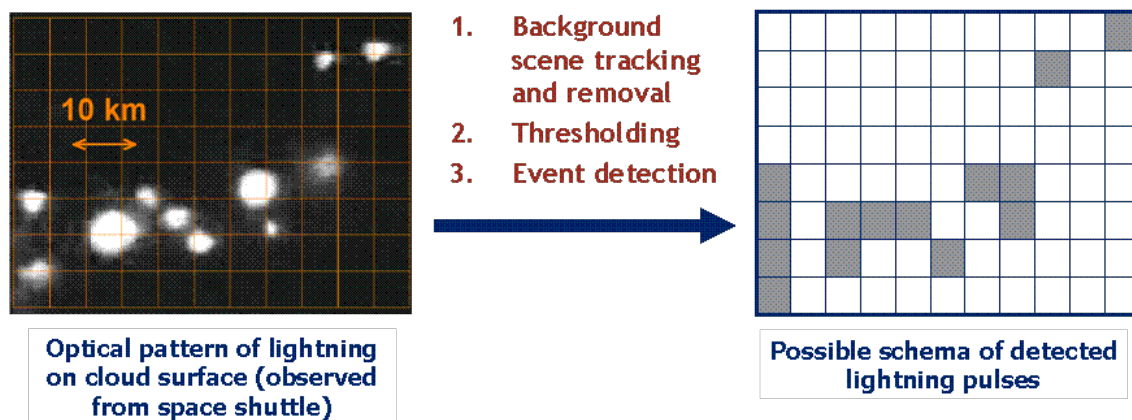 10 km
1. Background
scene tracking
and removal
2. Thresholding
3. Event detection
Optical pattern of lightning
on cloud surface (observed
from space shuttle)
Possible schema of detected
lightning pulses